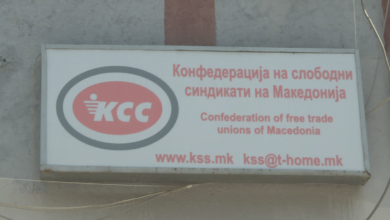 КСС
Конфедерација на слободни
синдикати на Македонија
Confederation of free trade
unions of Macedonia
www.kss.mk kss@t-home.mk